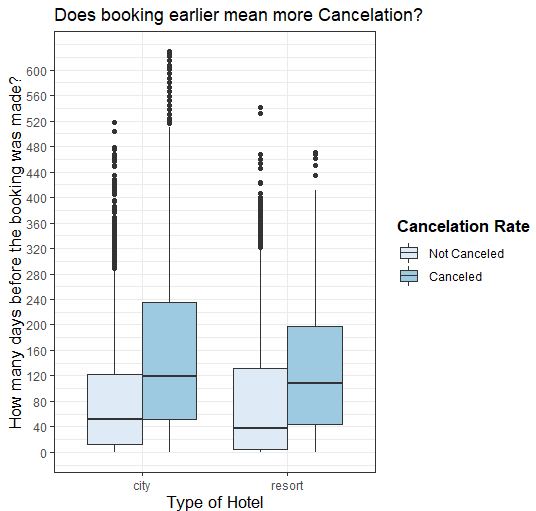 Does booking earlier mean more Cancelation?
How many days before the booking was made?
600
560
520
480
440
400
360
320
280
240
200
160
120
80
40
0
city
resort
Type of Hotel
Cancelation Rate
Not Canceled
Canceled